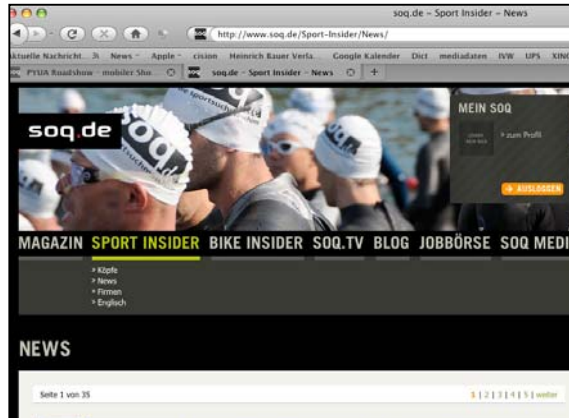 soq.de – Sport Insider – News
http://www.soq.de/Sport-Insider/News/
aktuelle Nachricht... News Apple cision Heinrich Bauer Verla... Google Kalender Dict mediadaten IVW UPS XING
PYUA Roadshow – mobiler Sho... soq.de – Sport Insider – News
soq.de
MEIN SOQ
> zum Profil
AUSLOGGEN
MAGAZIN SPORT INSIDER BIKE INSIDER SOQ.TV BLOG JOBBÖRSE SOQ MEDI
> Köpfe
> News
> Firmen
> Englisch
NEWS
Seite 1 von 35 1 | 2 | 3 | 4 | 5 | weiter